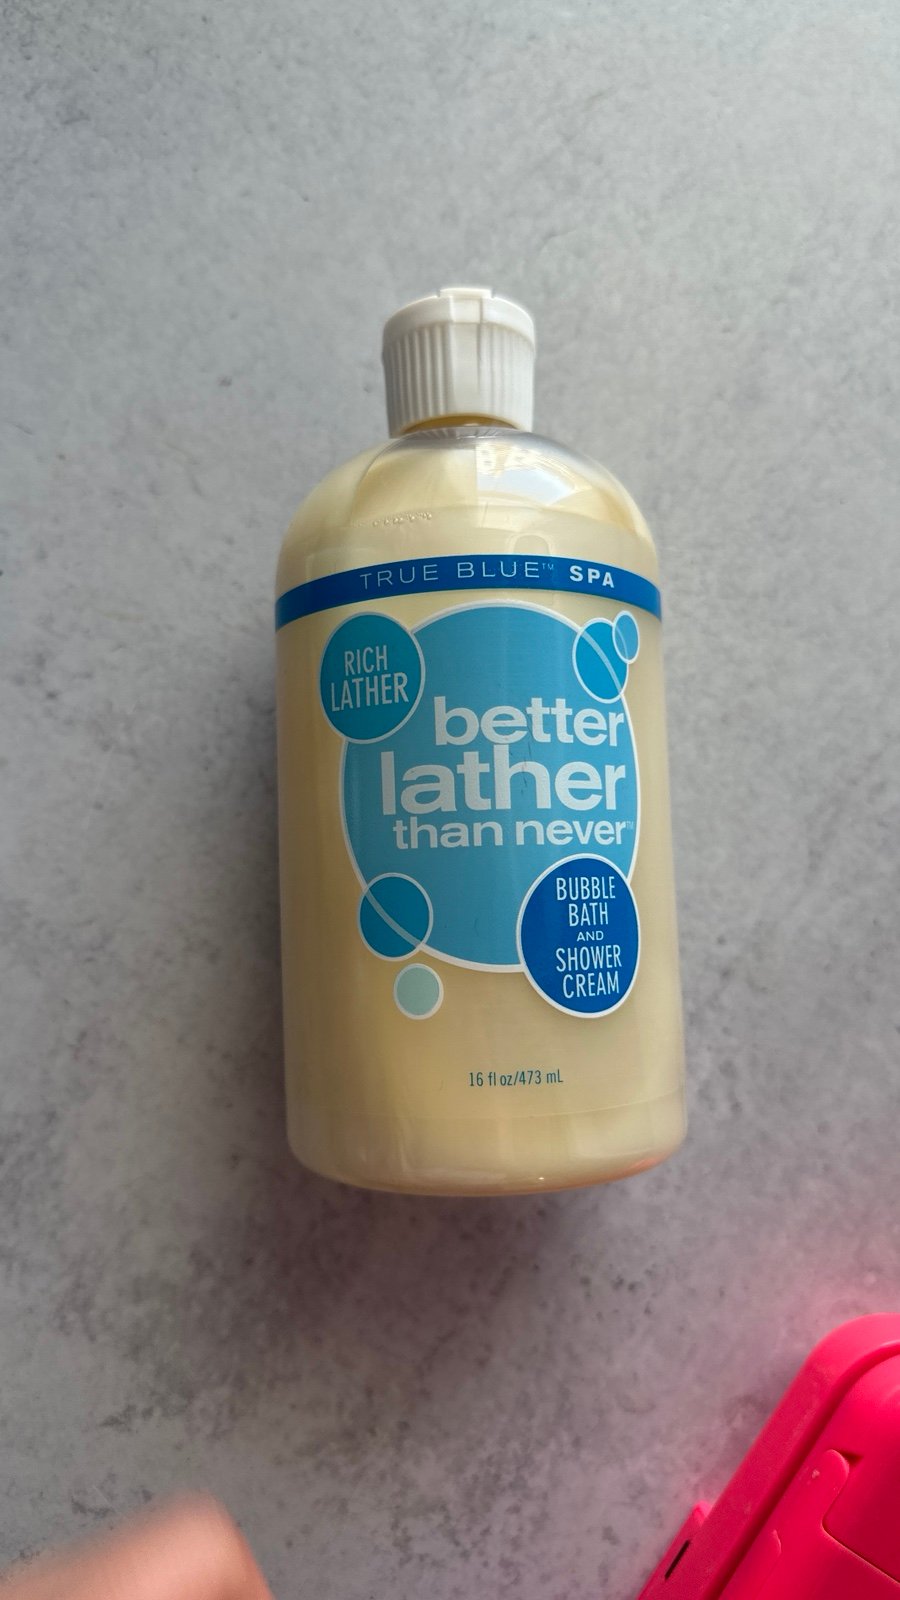 TRUE BLUE™ SPA
RICH
LATHER
better
lather
than never™
BUBBLE
BATH
AND
SHOWER
CREAM
16 fl oz/473 mL